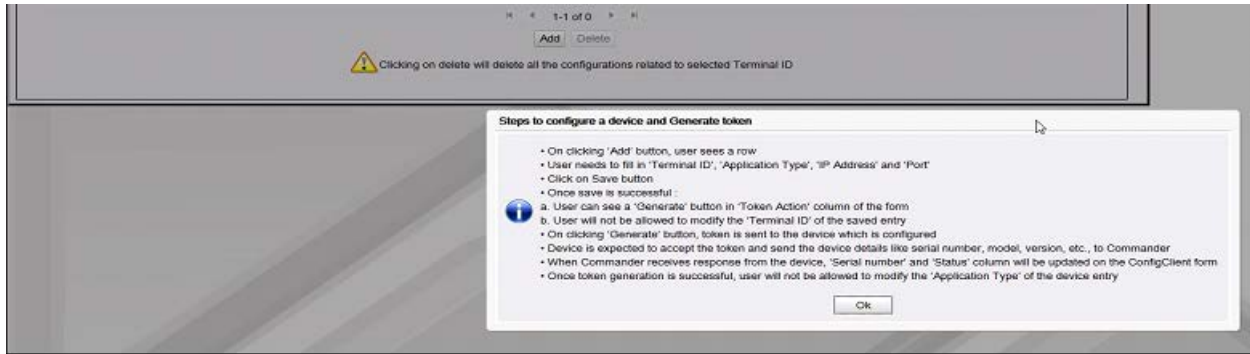 1-1 of 0
Add Delete
Clicking on delete will delete all the configurations related to selected Terminal ID
Steps to configure a device and Generate token
• On clicking 'Add' button, user sees a row
• User needs to fill in 'Terminal ID', 'Application Type', 'IP Address' and 'Port'
• Click on Save button
• Once save is successful :
a. User can see a 'Generate' button in 'Token Action' column of the form
b. User will not be allowed to modify the 'Terminal ID' of the saved entry
• On clicking 'Generate' button, token is sent to the device which is configured
• Device is expected to accept the token and send the device details like serial number, model, version, etc., to Commander
• When Commander receives response from the device, 'Serial number' and 'Status' column will be updated on the ConfigClient form
• Once token generation is successful, user will not be allowed to modify the 'Application Type' of the device entry
Ok